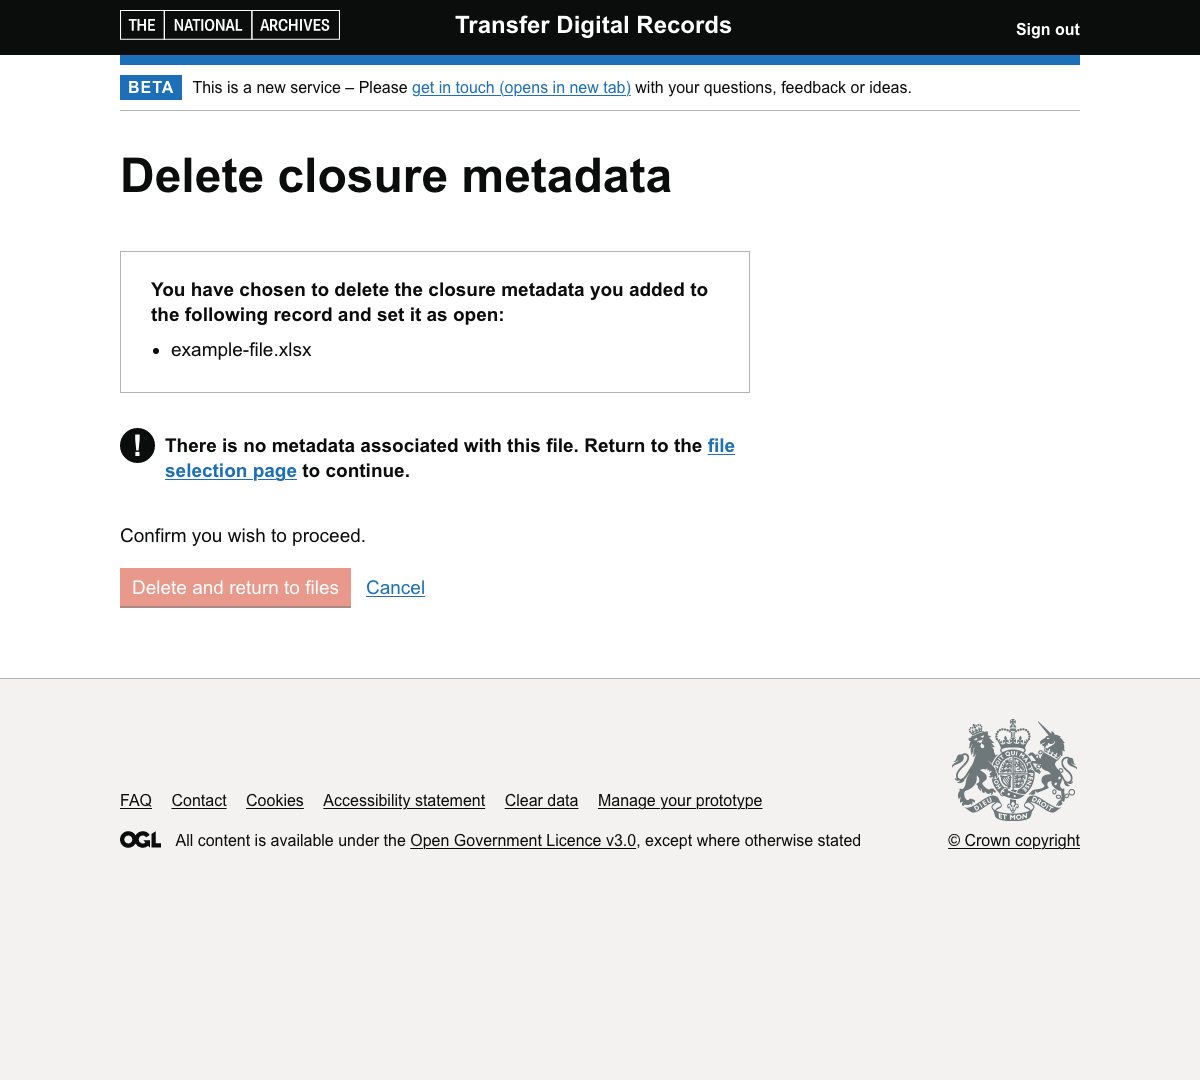 THE NATIONAL ARCHIVES
Transfer Digital Records
Sign out
BETA This is a new service – Please get in touch (opens in new tab) with your questions, feedback or ideas.
Delete closure metadata
You have chosen to delete the closure metadata you added to
the following record and set it as open:
• example-file.xlsx
! There is no metadata associated with this file. Return to the file
selection page to continue.
Confirm you wish to proceed.
Delete and return to files Cancel
DIEU ET MON DROIT
FAQ Contact Cookies Accessibility statement Clear data Manage your prototype
OGL All content is available under the Open Government Licence v3.0, except where otherwise stated
© Crown copyright